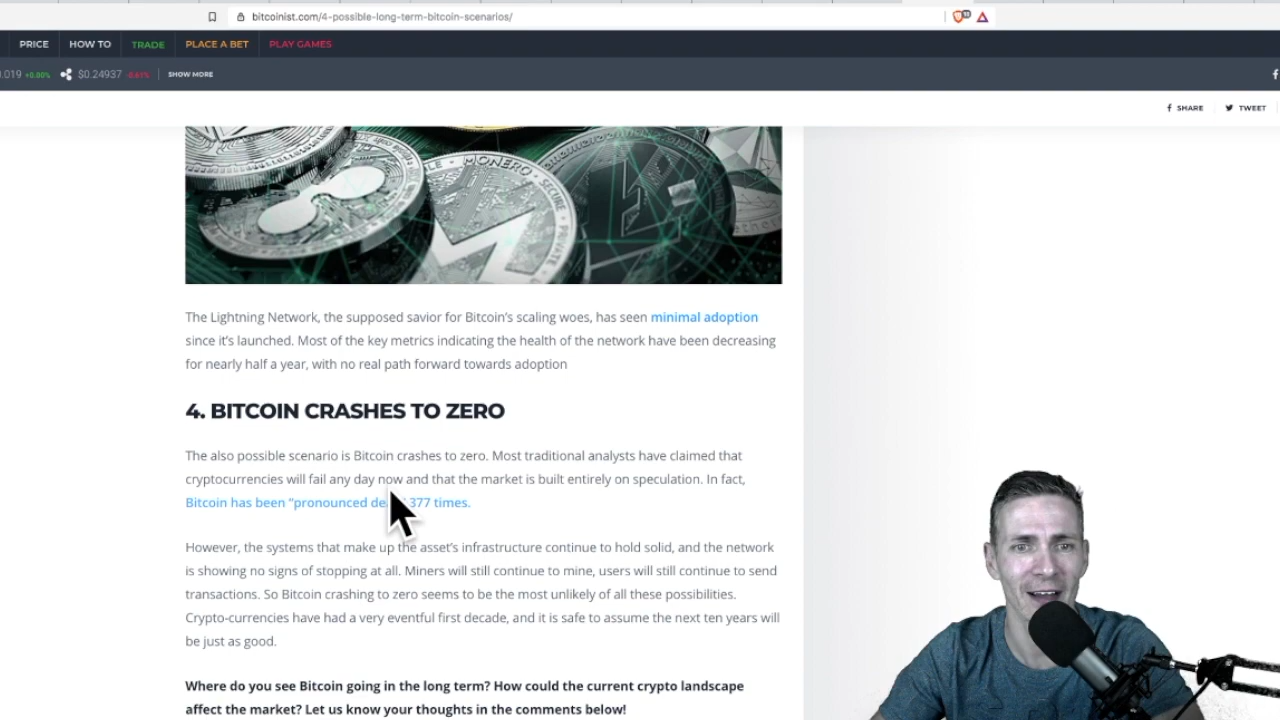 bitcoinist.com/4-possible-long-term-bitcoin-scenarios/
PRICE HOW TO TRADE PLACE A BET PLAY GAMES
.019 +0.00% $0.24937 -0.61% SHOW MORE
SHARE TWEET
MONERO SECURE PRIVATE
The Lightning Network, the supposed savior for Bitcoin's scaling woes, has seen minimal adoption
since it's launched. Most of the key metrics indicating the health of the network have been decreasing
for nearly half a year, with no real path forward towards adoption
4. BITCOIN CRASHES TO ZERO
The also possible scenario is Bitcoin crashes to zero. Most traditional analysts have claimed that
cryptocurrencies will fail any day now and that the market is built entirely on speculation. In fact,
Bitcoin has been "pronounced de 377 times.
However, the systems that make up the asset's infrastructure continue to hold solid, and the network
is showing no signs of stopping at all. Miners will still continue to mine, users will still continue to send
transactions. So Bitcoin crashing to zero seems to be the most unlikely of all these possibilities.
Crypto-currencies have had a very eventful first decade, and it is safe to assume the next ten years will
be just as good.
Where do you see Bitcoin going in the long term? How could the current crypto landscape
affect the market? Let us know your thoughts in the comments below!